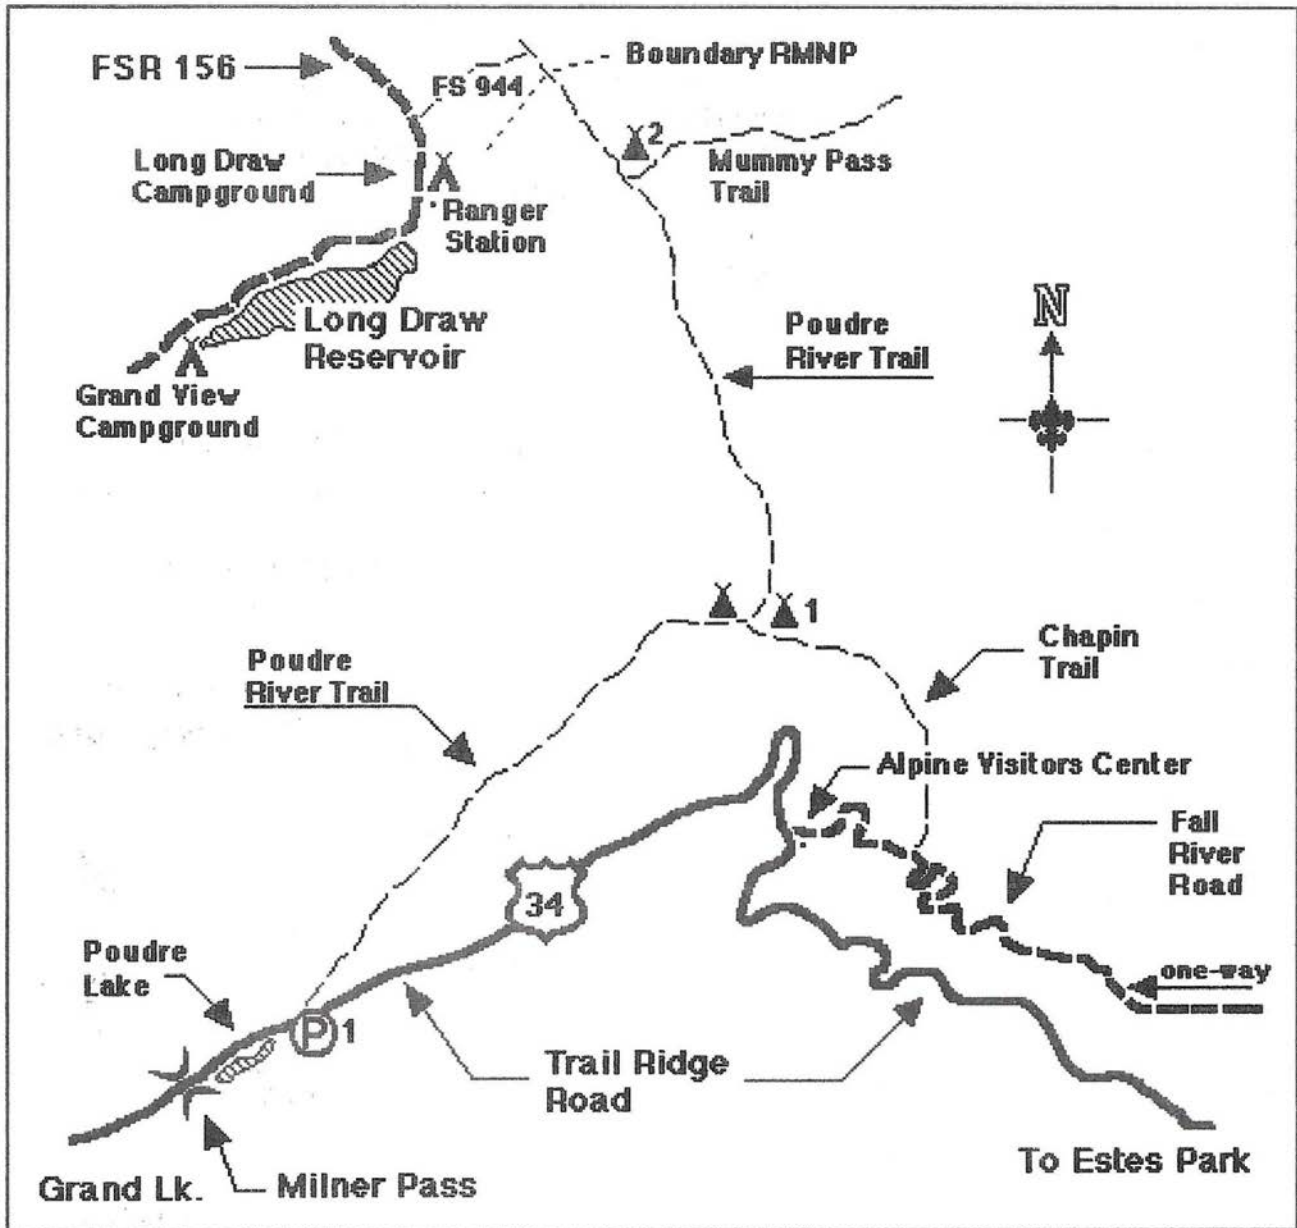 Boundary RMNP
FSR 156
FS 944
2
Long Draw
Campground
Mummy Pass
Trail
Ranger
Station
N
Long Draw
Reservoir
Poudre
River Trail
Grand View
Campground
1
Chapin
Trail
Poudre
River Trail
Alpine Visitors Center
Fall
River
Road
34
Poudre
Lake
one-way
P 1
Trail Ridge
Road
To Estes Park
Grand Lk.
Milner Pass